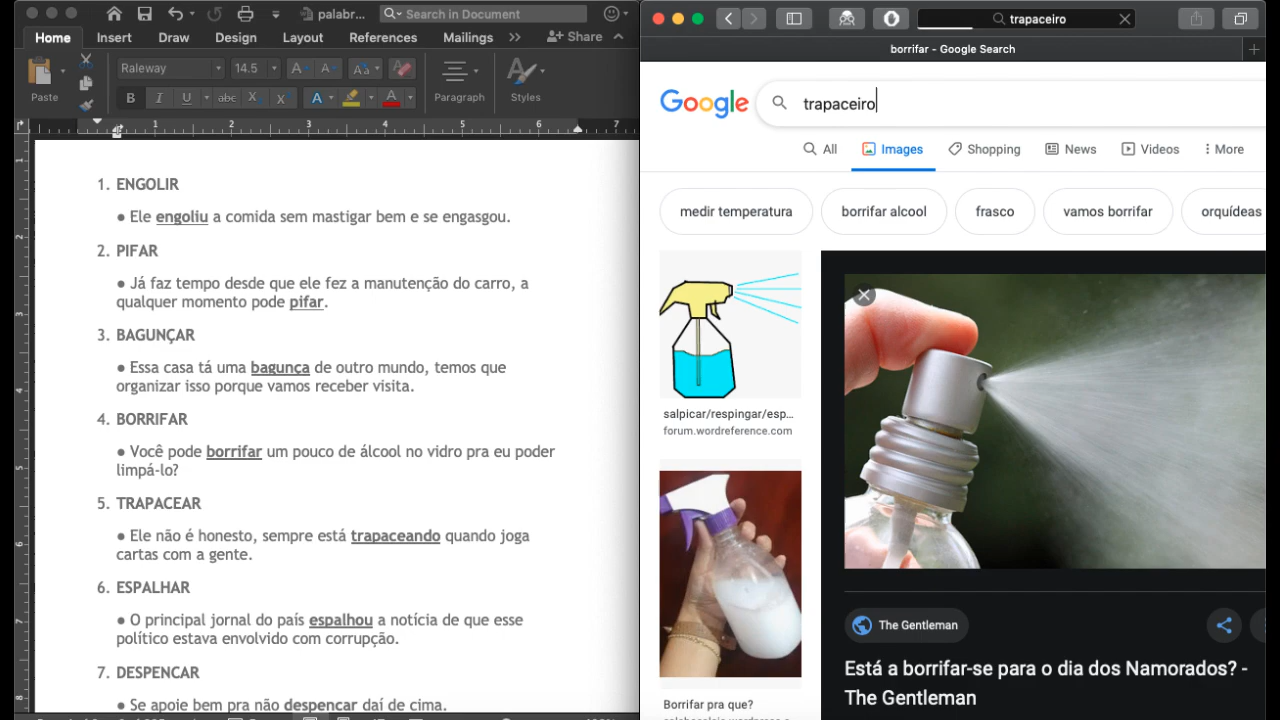 palabr...
Search in Document
Home
Insert
Draw
Design
Layout
References
Mailings
Share
Raleway
14.5
Paste
Paragraph
Styles
1 2 3 4 5 6 7
1. ENGOLIR
● Ele engoliu a comida sem mastigar bem e se engasgou.
2. PIFAR
● Já faz tempo desde que ele fez a manutenção do carro, a
qualquer momento pode pifar.
3. BAGUNÇAR
● Essa casa tá uma bagunça de outro mundo, temos que
organizar isso porque vamos receber visita.
4. BORRIFAR
● Você pode borrifar um pouco de álcool no vidro pra eu poder
limpá-lo?
5. TRAPACEAR
● Ele não é honesto, sempre está trapaceando quando joga
cartas com a gente.
6. ESPALHAR
● O principal jornal do país espalhou a notícia de que esse
político estava envolvido com corrupção.
7. DESPENCAR
● Se apoie bem pra não despencar daí de cima.
trapaceiro
borrifar - Google Search
Google
trapaceiro
All
Images
Shopping
News
Videos
More
medir temperatura
borrifar alcool
frasco
vamos borrifar
orquídeas
salpicar/respingar/esp...
forum.wordreference.com
Borrifar pra que?
The Gentleman
Está a borrifar-se para o dia dos Namorados? -
The Gentleman